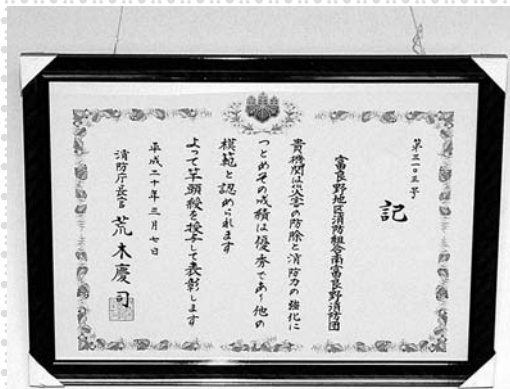 第三一〇三号
記
富良野地区消防組合南富良野消防団
貴機関は災害の防除と消防力の強化に
つとめその成績は優秀であり他の
模範と認められます
よって竿頭綬を授与して表彰します
平成二十年三月七日
消防庁長官 荒木慶司